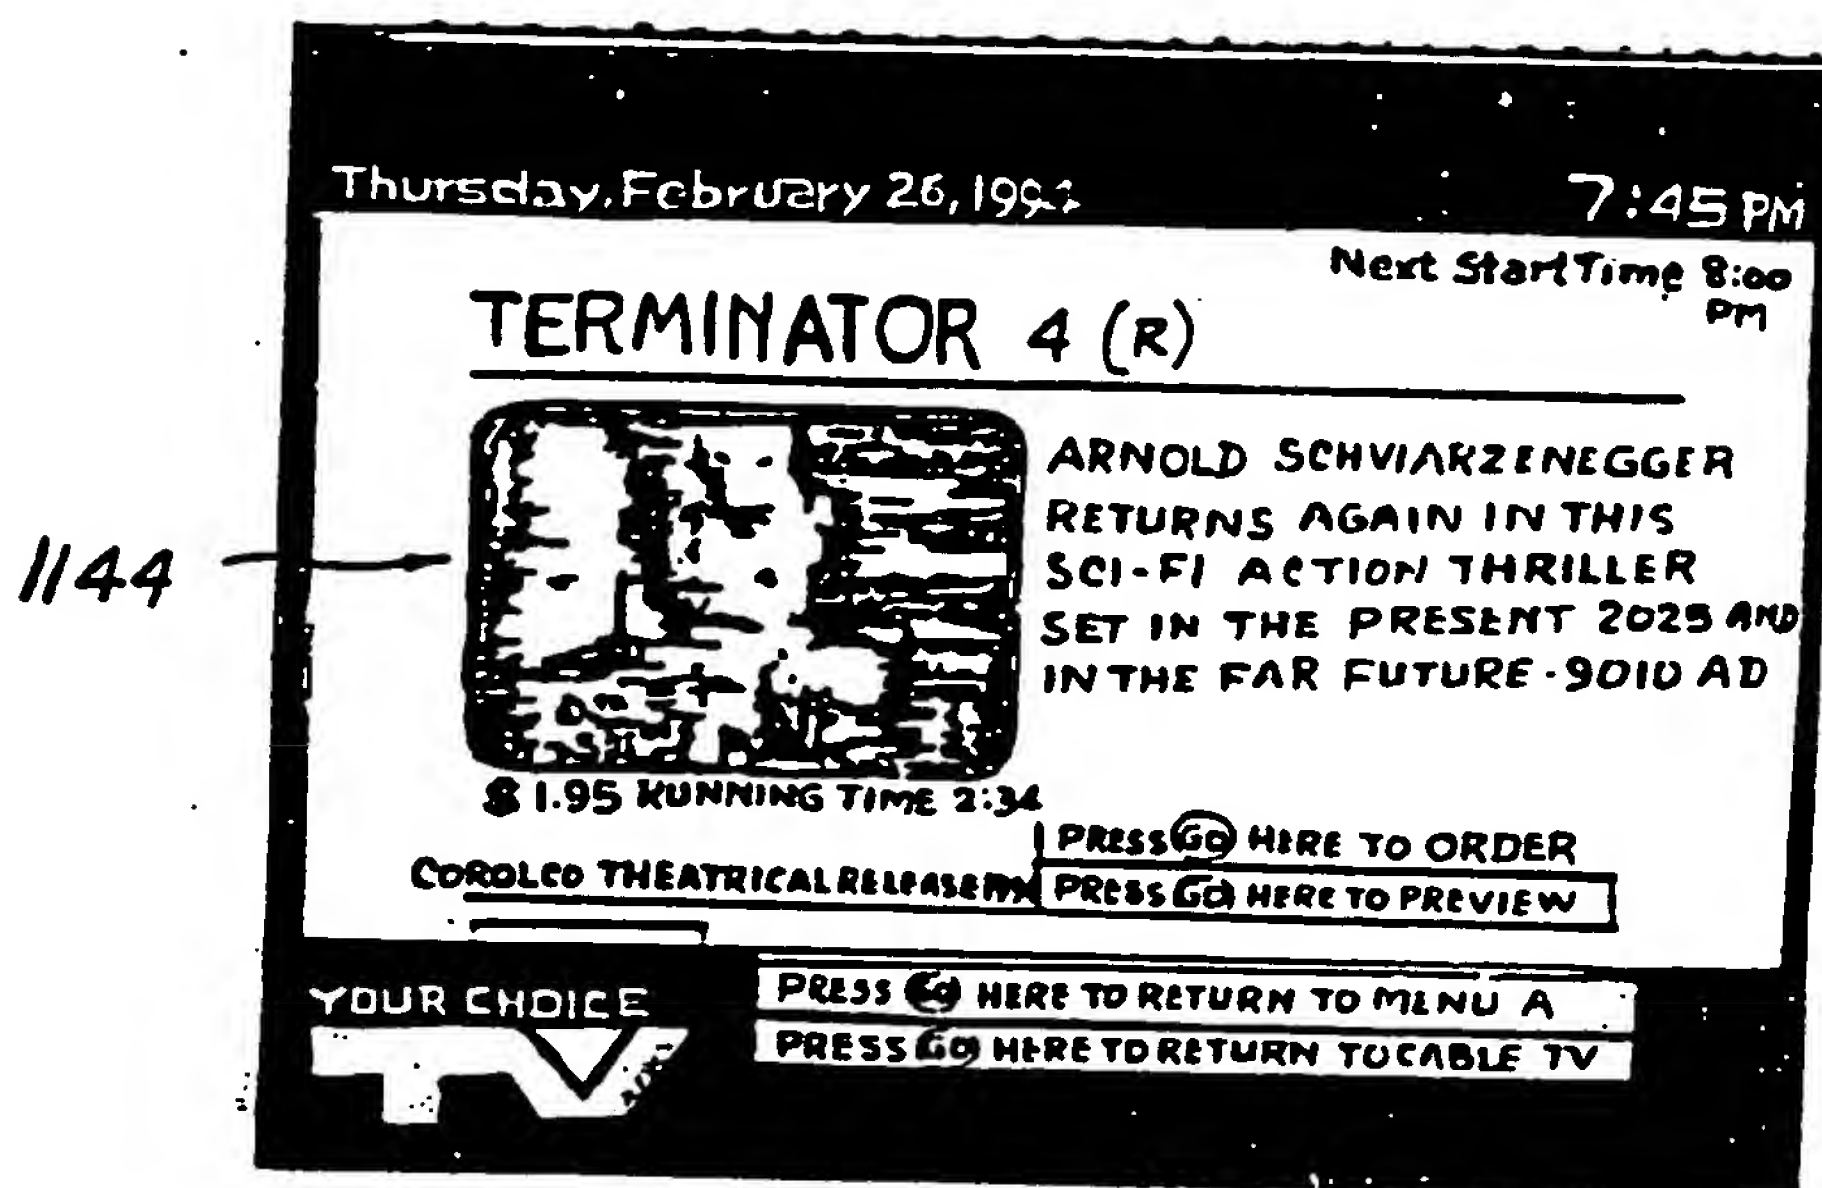 Thursday, February 26, 199
7:45 PM
Next Start Time 8:00
PM
TERMINATOR 4 (R)
1144
ARNOLD SCHWARZENEGGER
RETURNS AGAIN IN THIS
SCI-FI ACTION THRILLER
SET IN THE PRESENT 2025 AND
IN THE FAR FUTURE - 9010 AD
$1.95 RUNNING TIME 2:34
PRESS GO HERE TO ORDER
COROLCO THEATRICAL RELEASE
PRESS GO HERE TO PREVIEW
YOUR CHOICE
TV
PRESS GO HERE TO RETURN TO MENU A
PRESS GO HERE TO RETURN TO CABLE TV